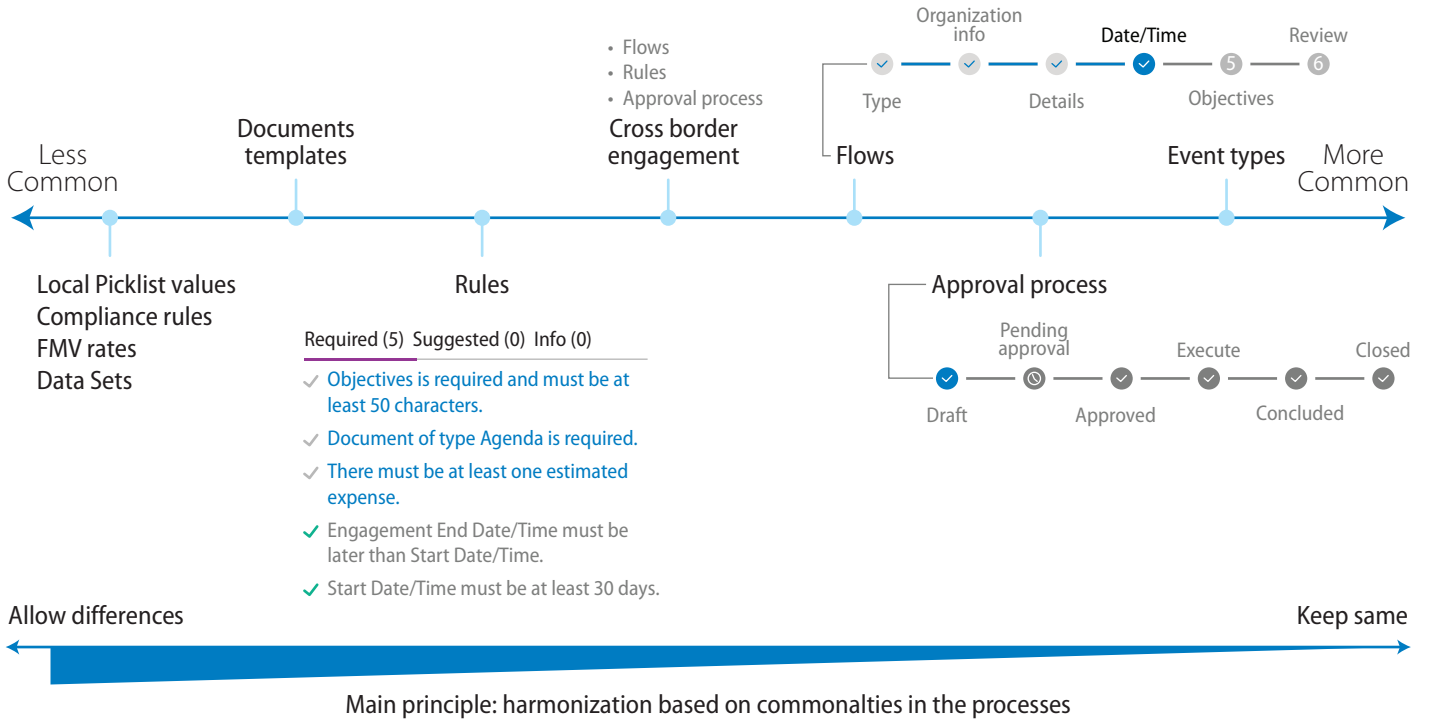 Organization
info
Date/Time
Review
5
6
Type
Details
Objectives
• Flows
• Rules
• Approval process
Less
Common
Documents
templates
Cross border
engagement
Flows
Event types
More
Common
Local Picklist values
Compliance rules
FMV rates
Data Sets
Rules
Required (5) Suggested (0) Info (0)
Objectives is required and must be at
least 50 characters.
Document of type Agenda is required.
There must be at least one estimated
expense.
Engagement End Date/Time must be
later than Start Date/Time.
Start Date/Time must be at least 30 days.
Approval process
Pending
approval
Execute
Closed
Draft
Approved
Concluded
Allow differences
Keep same
Main principle: harmonization based on commonalties in the processes